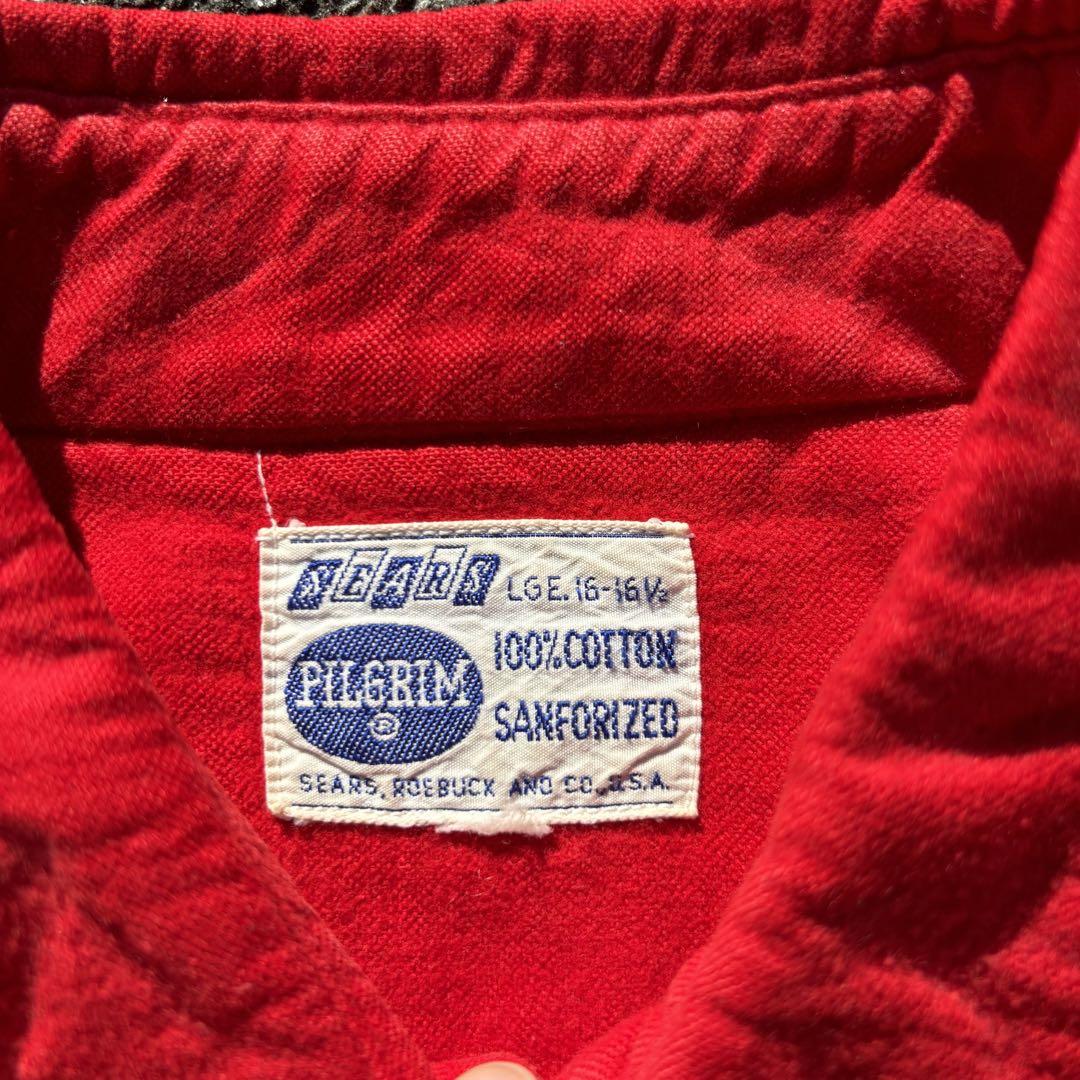 SEARS LGE. 16-16½
PILGRIM ®
100% COTTON
SANFORIZED
SEARS, ROEBUCK AND CO. U.S.A.